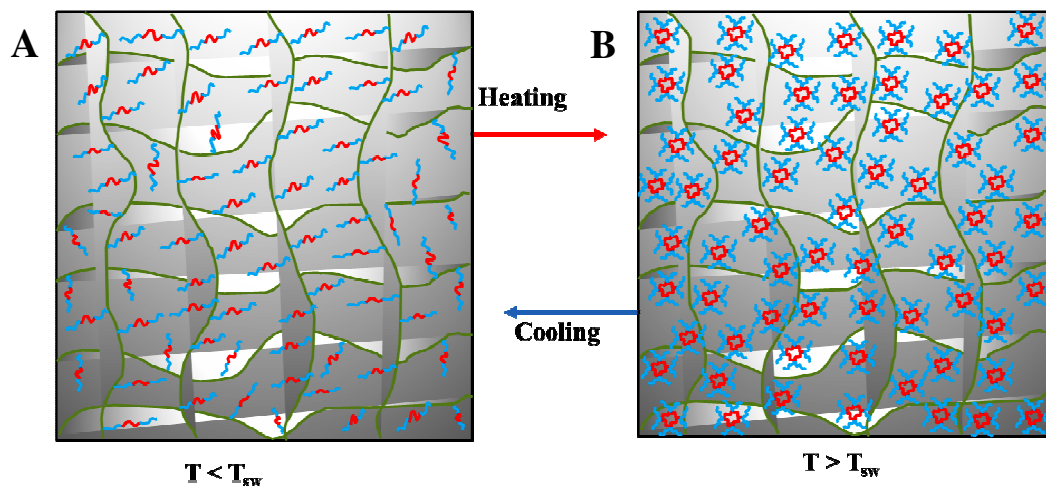 A
B
Heating
Cooling
T < Tsw
T > Tsw